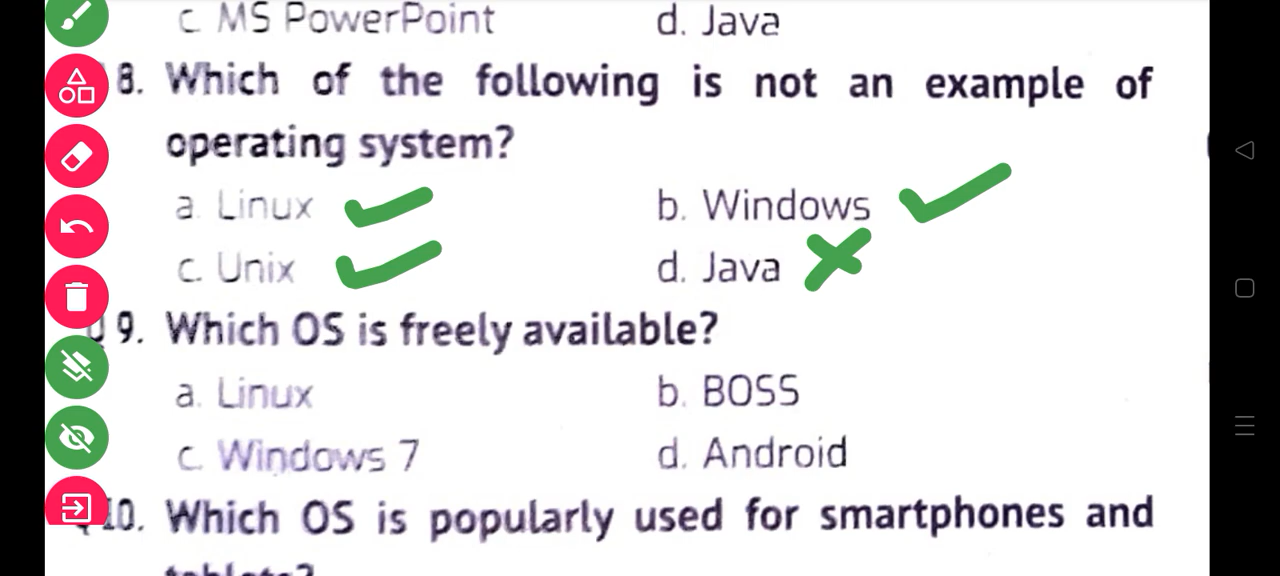 c. MS PowerPoint d. Java
8. Which of the following is not an example of
operating system?
a. Linux b. Windows
c. Unix d. Java
Q 9. Which OS is freely available?
a. Linux b. BOSS
c. Windows 7 d. Android
Q 10. Which OS is popularly used for smartphones and
tablets?